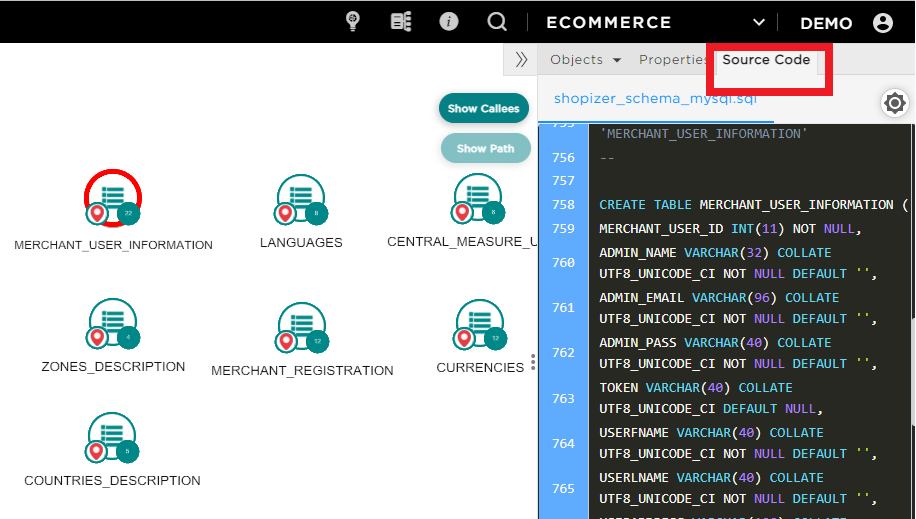 ECOMMERCE
DEMO
Objects
Properties
Source Code
shopizer_schema_mysql.sql
Show Callees
Show Path
22
MERCHANT_USER_INFORMATION
8
LANGUAGES
8
CENTRAL_MEASURE_U
4
ZONES_DESCRIPTION
12
MERCHANT_REGISTRATION
12
CURRENCIES
5
COUNTRIES_DESCRIPTION
755 'MERCHANT_USER_INFORMATION'
756 --
757
758 CREATE TABLE MERCHANT_USER_INFORMATION (
759 MERCHANT_USER_ID INT(11) NOT NULL,
760 ADMIN_NAME VARCHAR(32) COLLATE
UTF8_UNICODE_CI NOT NULL DEFAULT '',
761 ADMIN_EMAIL VARCHAR(96) COLLATE
UTF8_UNICODE_CI NOT NULL DEFAULT '',
762 ADMIN_PASS VARCHAR(40) COLLATE
UTF8_UNICODE_CI NOT NULL DEFAULT '',
763 TOKEN VARCHAR(40) COLLATE
UTF8_UNICODE_CI DEFAULT NULL,
764 USERFNAME VARCHAR(40) COLLATE
UTF8_UNICODE_CI NOT NULL DEFAULT '',
765 USERLNAME VARCHAR(40) COLLATE
UTF8_UNICODE_CI NOT NULL DEFAULT '',